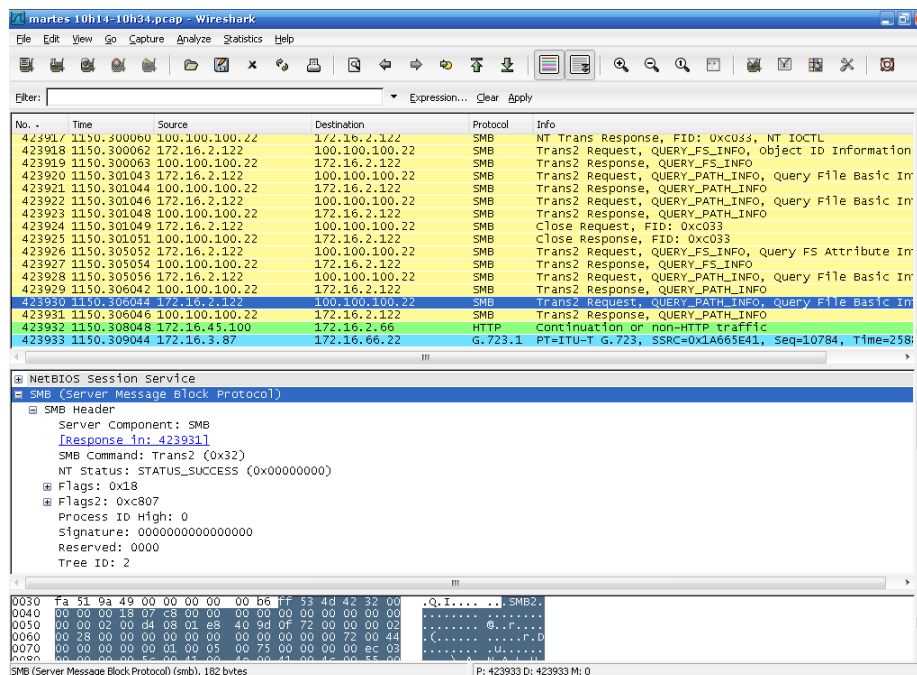 martes 10h14-10h34.pcap - Wireshark
File Edit View Go Capture Analyze Statistics Help
Filter: Expression... Clear Apply
No. - Time Source Destination Protocol Info
423917 1150.300060 100.100.100.22 172.16.2.122 SMB NT Trans Response, FID: 0xc033, NT IOCTL
423918 1150.300062 172.16.2.122 100.100.100.22 SMB Trans2 Request, QUERY_FS_INFO, Object ID Information
423919 1150.300063 100.100.100.22 172.16.2.122 SMB Trans2 Response, QUERY_FS_INFO
423920 1150.301043 172.16.2.122 100.100.100.22 SMB Trans2 Request, QUERY_PATH_INFO, Query File Basic In
423921 1150.301044 100.100.100.22 172.16.2.122 SMB Trans2 Response, QUERY_PATH_INFO
423922 1150.301046 172.16.2.122 100.100.100.22 SMB Trans2 Request, QUERY_PATH_INFO, Query File Basic In
423923 1150.301048 100.100.100.22 172.16.2.122 SMB Trans2 Response, QUERY_PATH_INFO
423924 1150.301049 172.16.2.122 100.100.100.22 SMB Close Request, FID: 0xc033
423925 1150.301051 100.100.100.22 172.16.2.122 SMB Close Response, FID: 0xc033
423926 1150.305052 172.16.2.122 100.100.100.22 SMB Trans2 Request, QUERY_FS_INFO, Query FS Attribute In
423927 1150.305054 100.100.100.22 172.16.2.122 SMB Trans2 Response, QUERY_FS_INFO
423928 1150.305056 172.16.2.122 100.100.100.22 SMB Trans2 Request, QUERY_PATH_INFO, Query File Basic In
423929 1150.306042 100.100.100.22 172.16.2.122 SMB Trans2 Response, QUERY_PATH_INFO
423930 1150.306044 172.16.2.122 100.100.100.22 SMB Trans2 Request, QUERY_PATH_INFO, Query File Basic In
423931 1150.306046 100.100.100.22 172.16.2.122 SMB Trans2 Response, QUERY_PATH_INFO
423932 1150.308048 172.16.45.100 172.16.2.66 HTTP Continuation or non-HTTP traffic
423933 1150.309044 172.16.3.87 172.16.66.22 G.723.1 PT=ITU-T G.723, SSRC=0x1A665E41, Seq=10784, Time=258
NetBIOS Session Service
SMB (Server Message Block Protocol)
SMB Header
Server Component: SMB
[Response in: 423931]
SMB Command: Trans2 (0x32)
NT Status: STATUS_SUCCESS (0x00000000)
Flags: 0x18
Flags2: 0xc807
Process ID High: 0
Signature: 0000000000000000
Reserved: 0000
Tree ID: 2
0030 fa 51 9a 49 00 00 00 00 00 b6 ff 53 4d 42 32 00 .Q.I.... ...SMB2.
0040 00 00 00 18 07 c8 00 00 00 00 00 00 00 00 00 00 ........ ........
0050 00 00 02 00 d4 08 01 e8 40 9d 0f 72 00 00 00 02 ........ @..r....
0060 00 28 00 00 00 00 00 00 00 00 00 00 00 72 00 44 .(...... .....r.D
0070 00 00 00 00 00 01 00 05 00 75 00 00 00 00 ec 03 ........ .u......
SMB (Server Message Block Protocol) (smb), 182 bytes P: 423933 D: 423933 M: 0